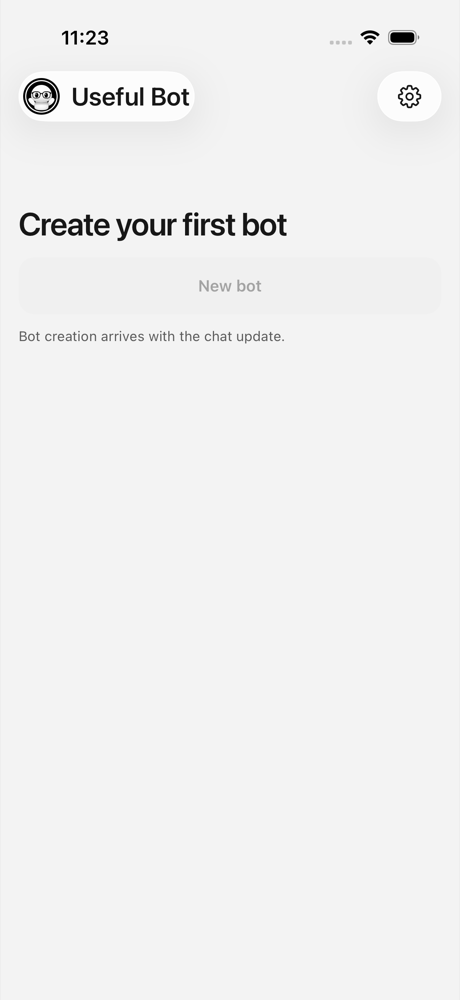 11:23
Useful Bot
Create your first bot
New bot
Bot creation arrives with the chat update.